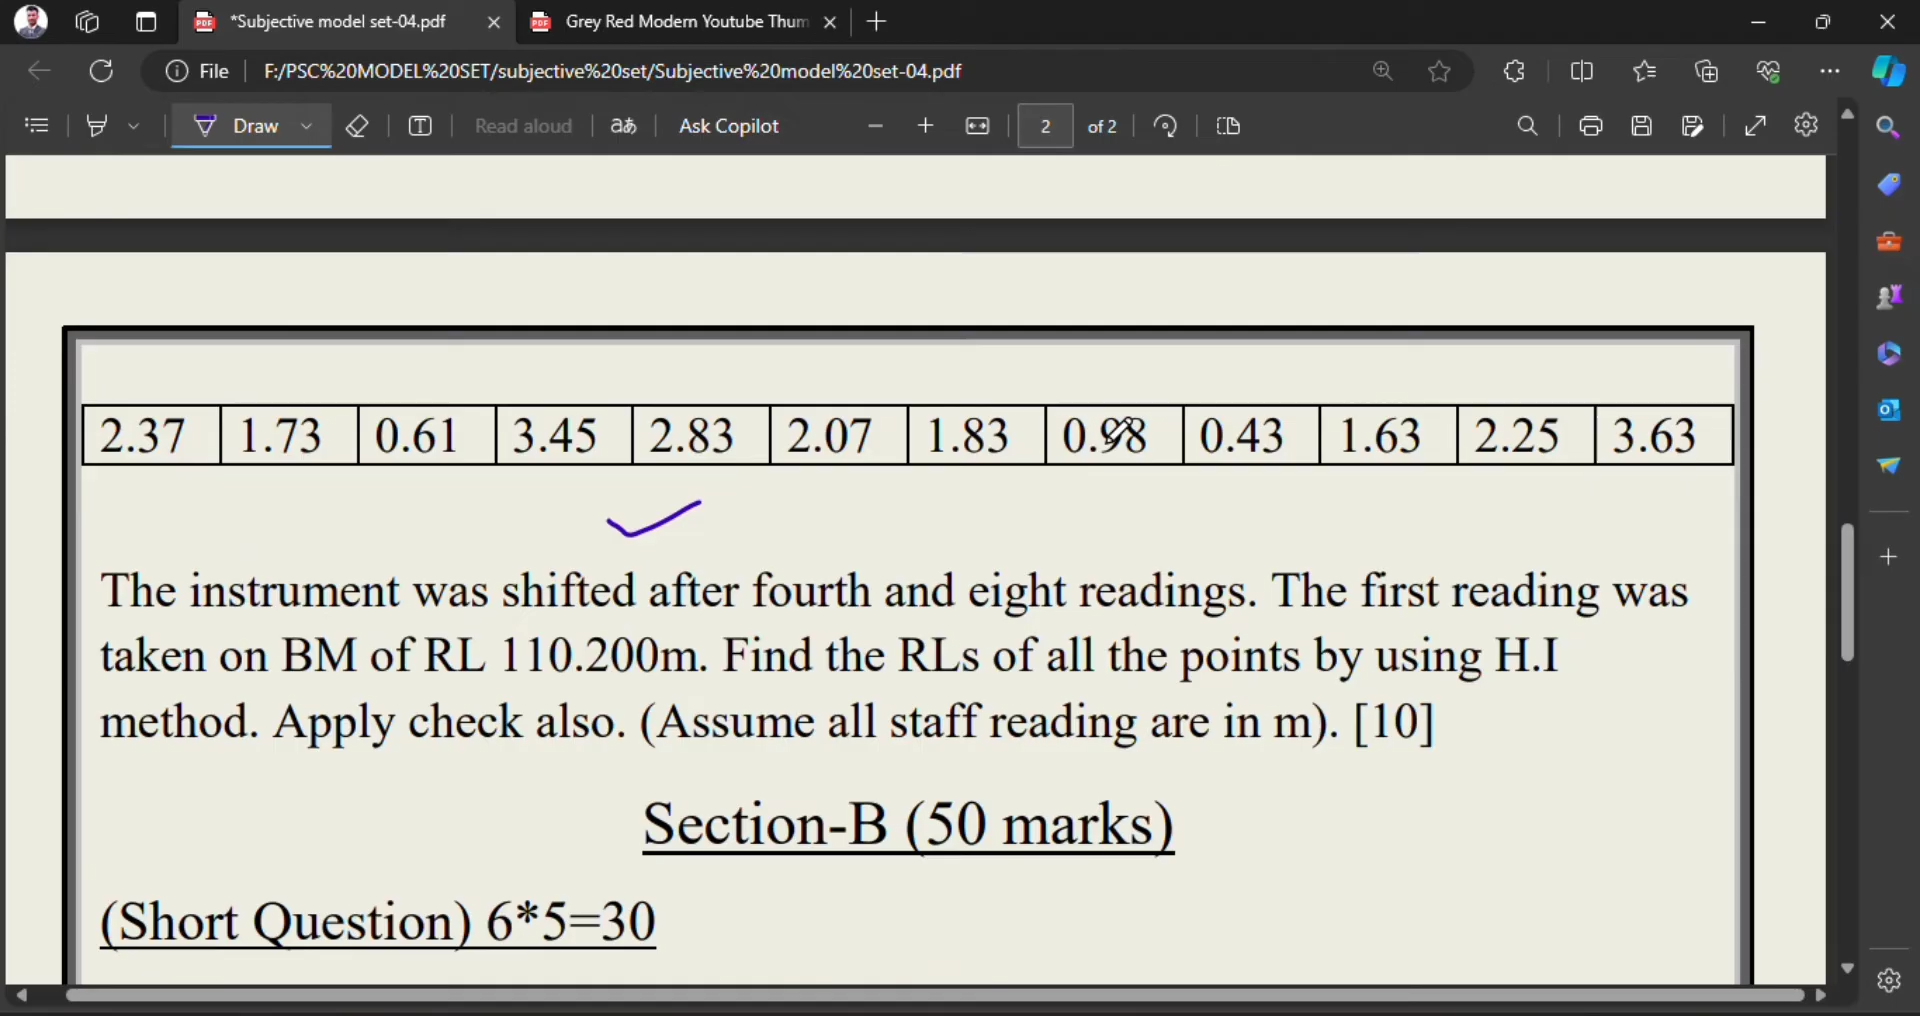 *Subjective model set-04.pdf
Grey Red Modern Youtube Thum
File
F:/PSC%20MODEL%20SET/subjective%20set/Subjective%20model%20set-04.pdf
Draw
Read aloud
aあ
Ask Copilot
2
of 2
2.37 1.73 0.61 3.45 2.83 2.07 1.83 0.98 0.43 1.63 2.25 3.63
The instrument was shifted after fourth and eight readings. The first reading was
taken on BM of RL 110.200m. Find the RLs of all the points by using H.I
method. Apply check also. (Assume all staff reading are in m). [10]
Section-B (50 marks)
(Short Question) 6*5=30